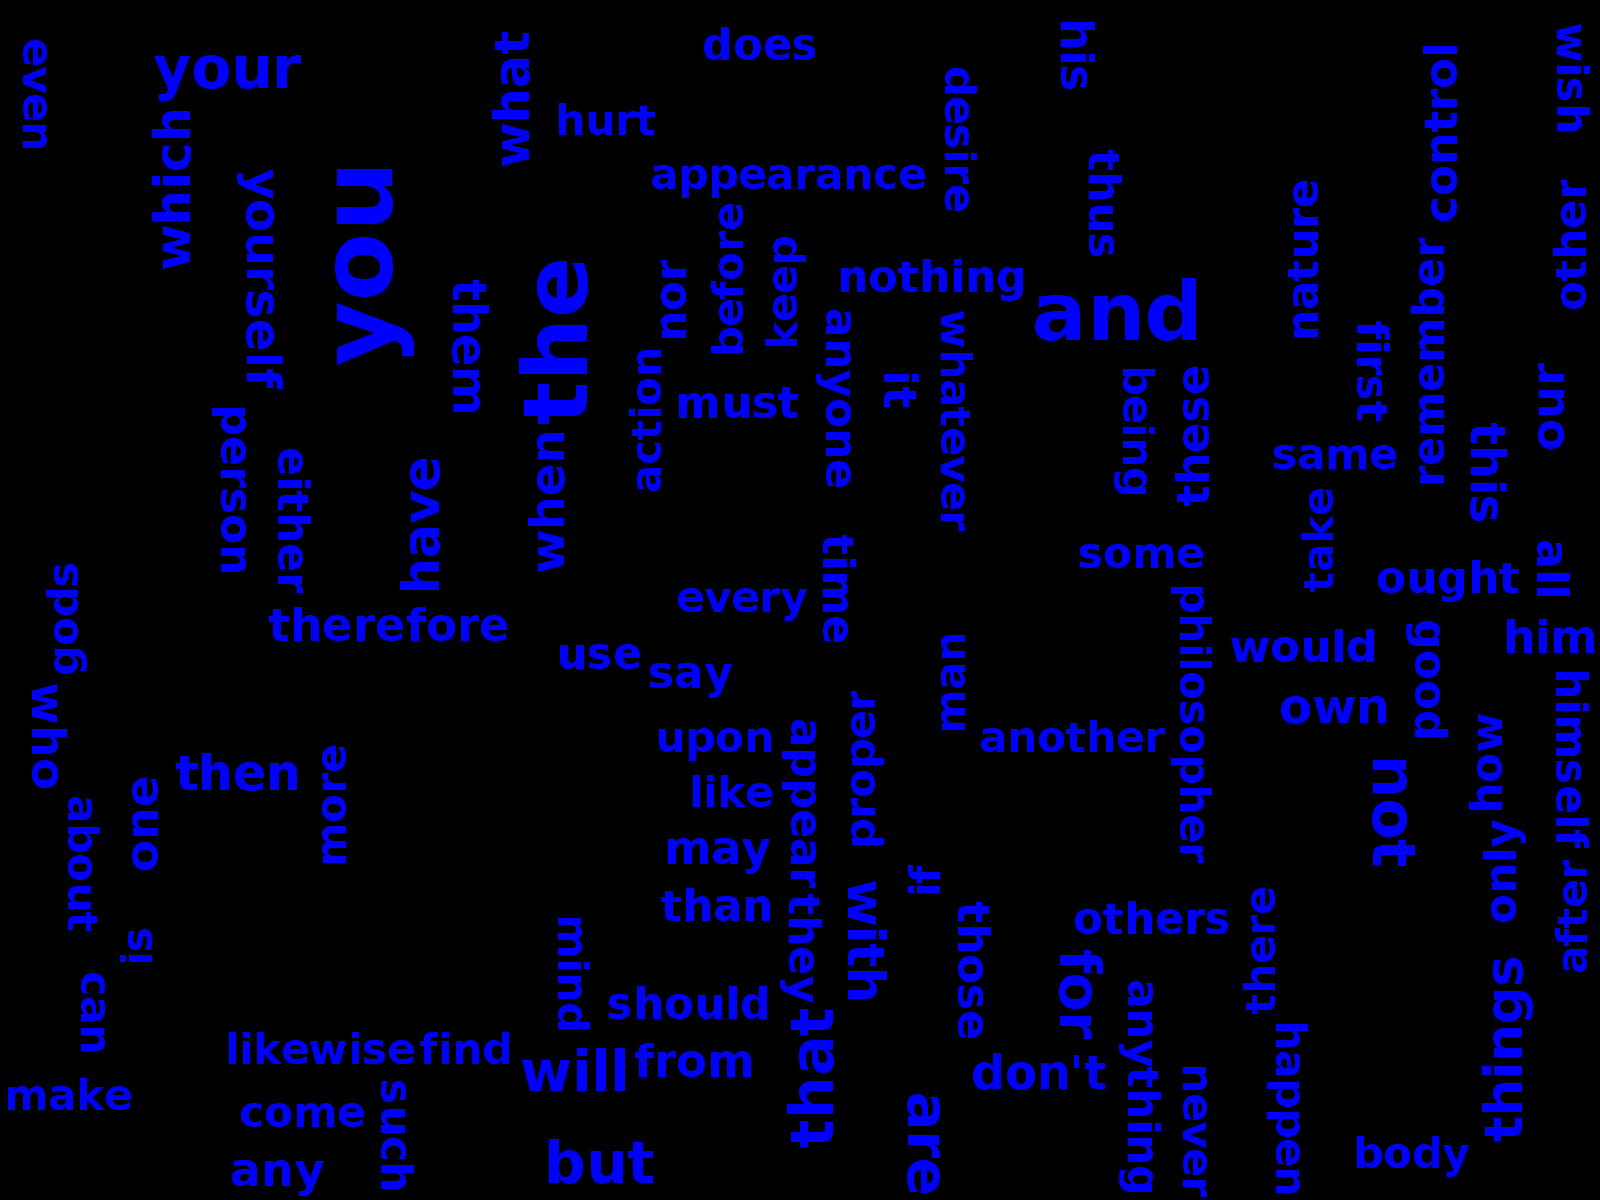 even
your
what
does
his
wish
control
hurt
desire
which
appearance
thus
yourself
you
nature
other
before
nor
keep
nothing
and
remember
them
the
anyone
whatever
first
action
must
it
being
these
our
person
either
have
when
same
this
take
some
ought
all
gods
every
time
therefore
use
say
man
philosopher
would
good
him
who
then
more
upon
appear
proper
another
own
himself
how
not
one
like
about
may
only
than
they
with
if
those
others
there
after
is
can
mind
should
for
anything
things
likewise
find
will
from
that
don't
happen
make
come
such
are
never
any
but
body